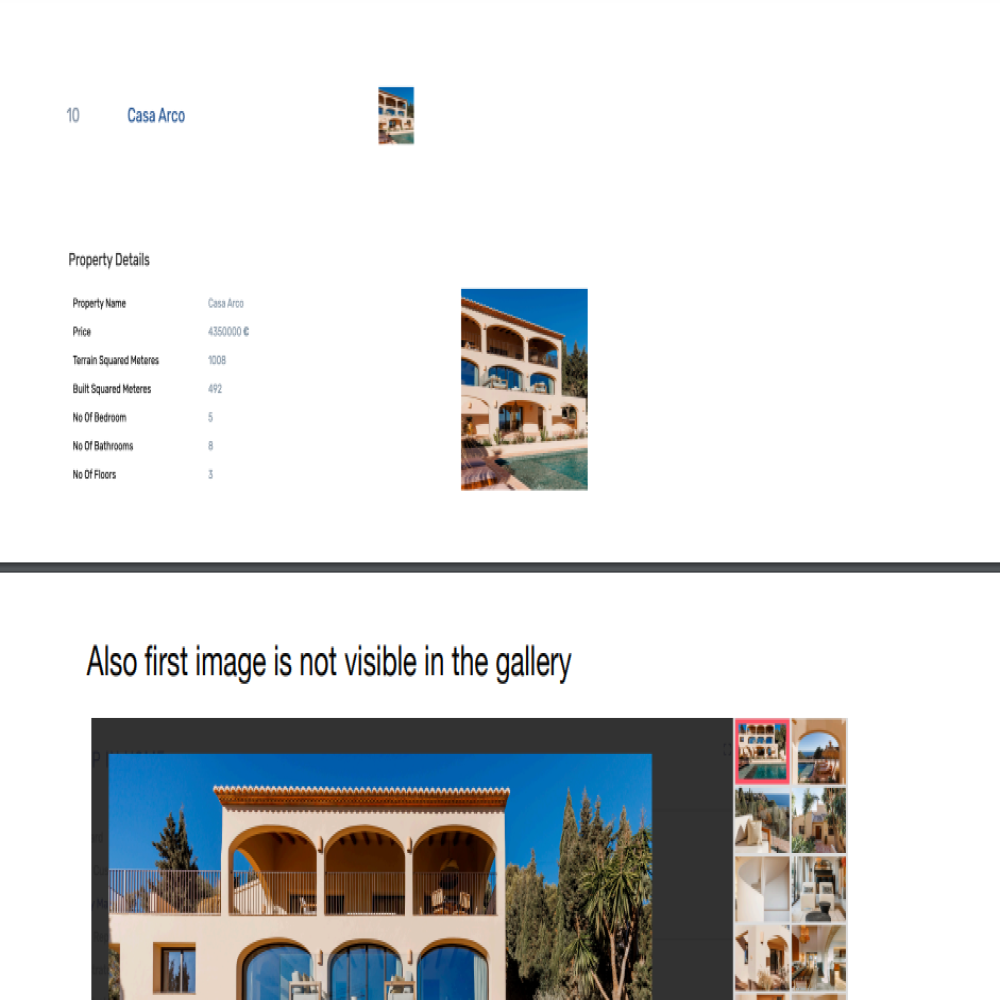 10 Casa Arco
Property Details
Property Name Casa Arco
Price 4350000 €
Terrain Squared Meteres 1008
Built Squared Meteres 492
No Of Bedroom 5
No Of Bathrooms 8
No Of Floors 3
Also first image is not visible in the gallery